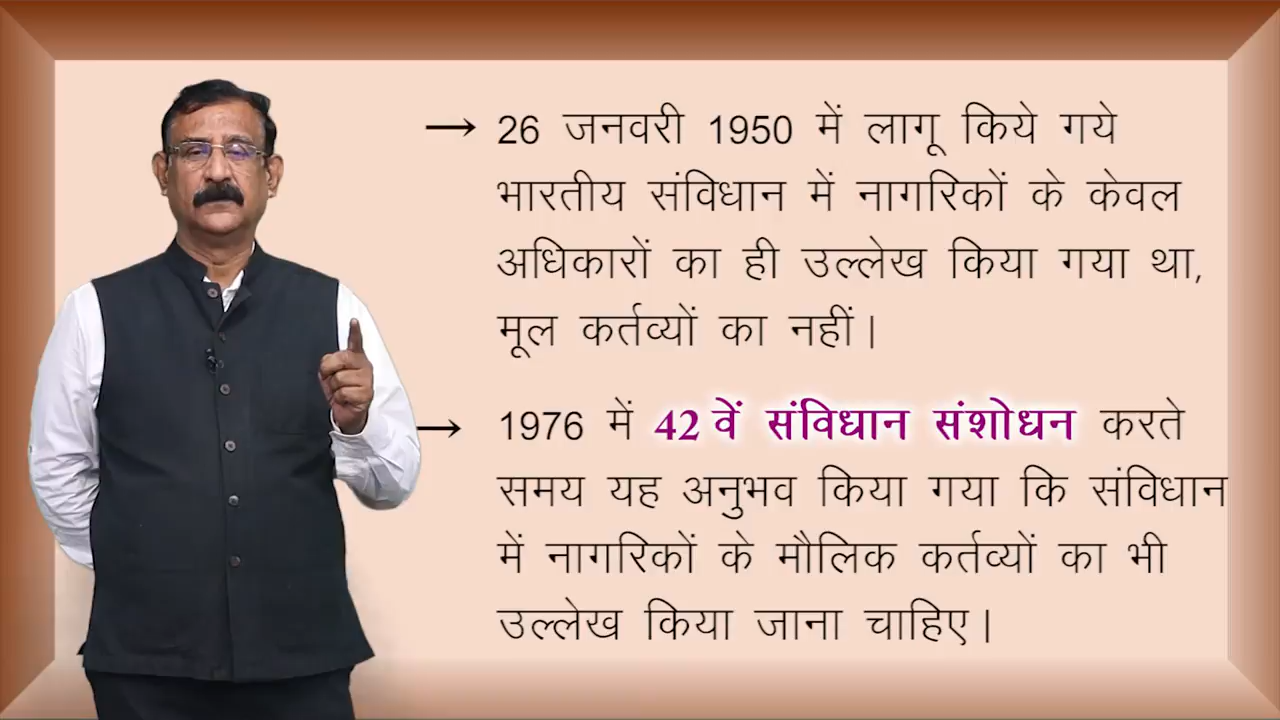 → 26 जनवरी 1950 में लागू किये गये
भारतीय संविधान में नागरिकों के केवल
अधिकारों का ही उल्लेख किया गया था,
मूल कर्तव्यों का नहीं।
→ 1976 में 42 वें संविधान संशोधन करते
समय यह अनुभव किया गया कि संविधान
में नागरिकों के मौलिक कर्तव्यों का भी
उल्लेख किया जाना चाहिए।